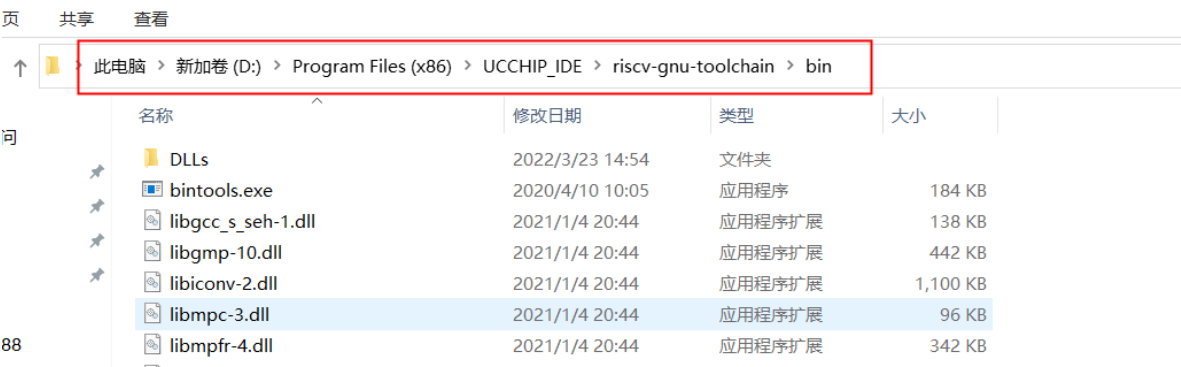 页 共享 查看
此电脑 > 新加卷 (D:) > Program Files (x86) > UCCHIP_IDE > riscv-gnu-toolchain > bin
名称 修改日期 类型 大小
问
DLLs 2022/3/23 14:54 文件夹
bintools.exe 2020/4/10 10:05 应用程序 184 KB
libgcc_s_seh-1.dll 2021/1/4 20:44 应用程序扩展 138 KB
libgmp-10.dll 2021/1/4 20:44 应用程序扩展 442 KB
libiconv-2.dll 2021/1/4 20:44 应用程序扩展 1,100 KB
libmpc-3.dll 2021/1/4 20:44 应用程序扩展 96 KB
88 libmpfr-4.dll 2021/1/4 20:44 应用程序扩展 342 KB